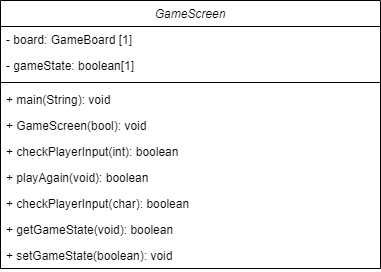 GameScreen
- board: GameBoard [1]
- gameState: boolean[1]
+ main(String): void
+ GameScreen(bool): void
+ checkPlayerInput(int): boolean
+ playAgain(void): boolean
+ checkPlayerInput(char): boolean
+ getGameState(void): boolean
+ setGameState(boolean): void